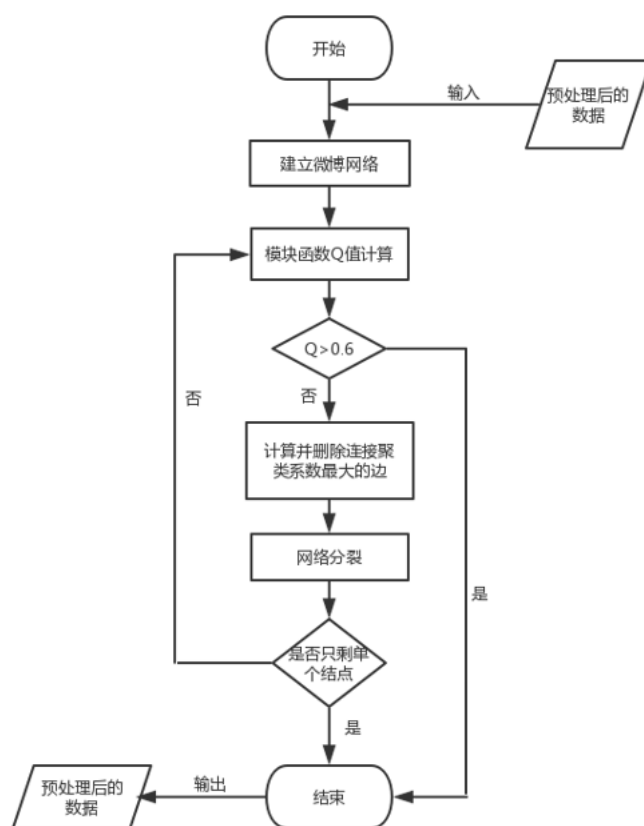 开始
输入
预处理后的
数据
建立微博网络
模块函数Q值计算
Q>0.6
否
否
计算并删除连接聚
类系数最大的边
网络分裂
是
是否只剩单
个结点
是
预处理后的
数据
输出
结束